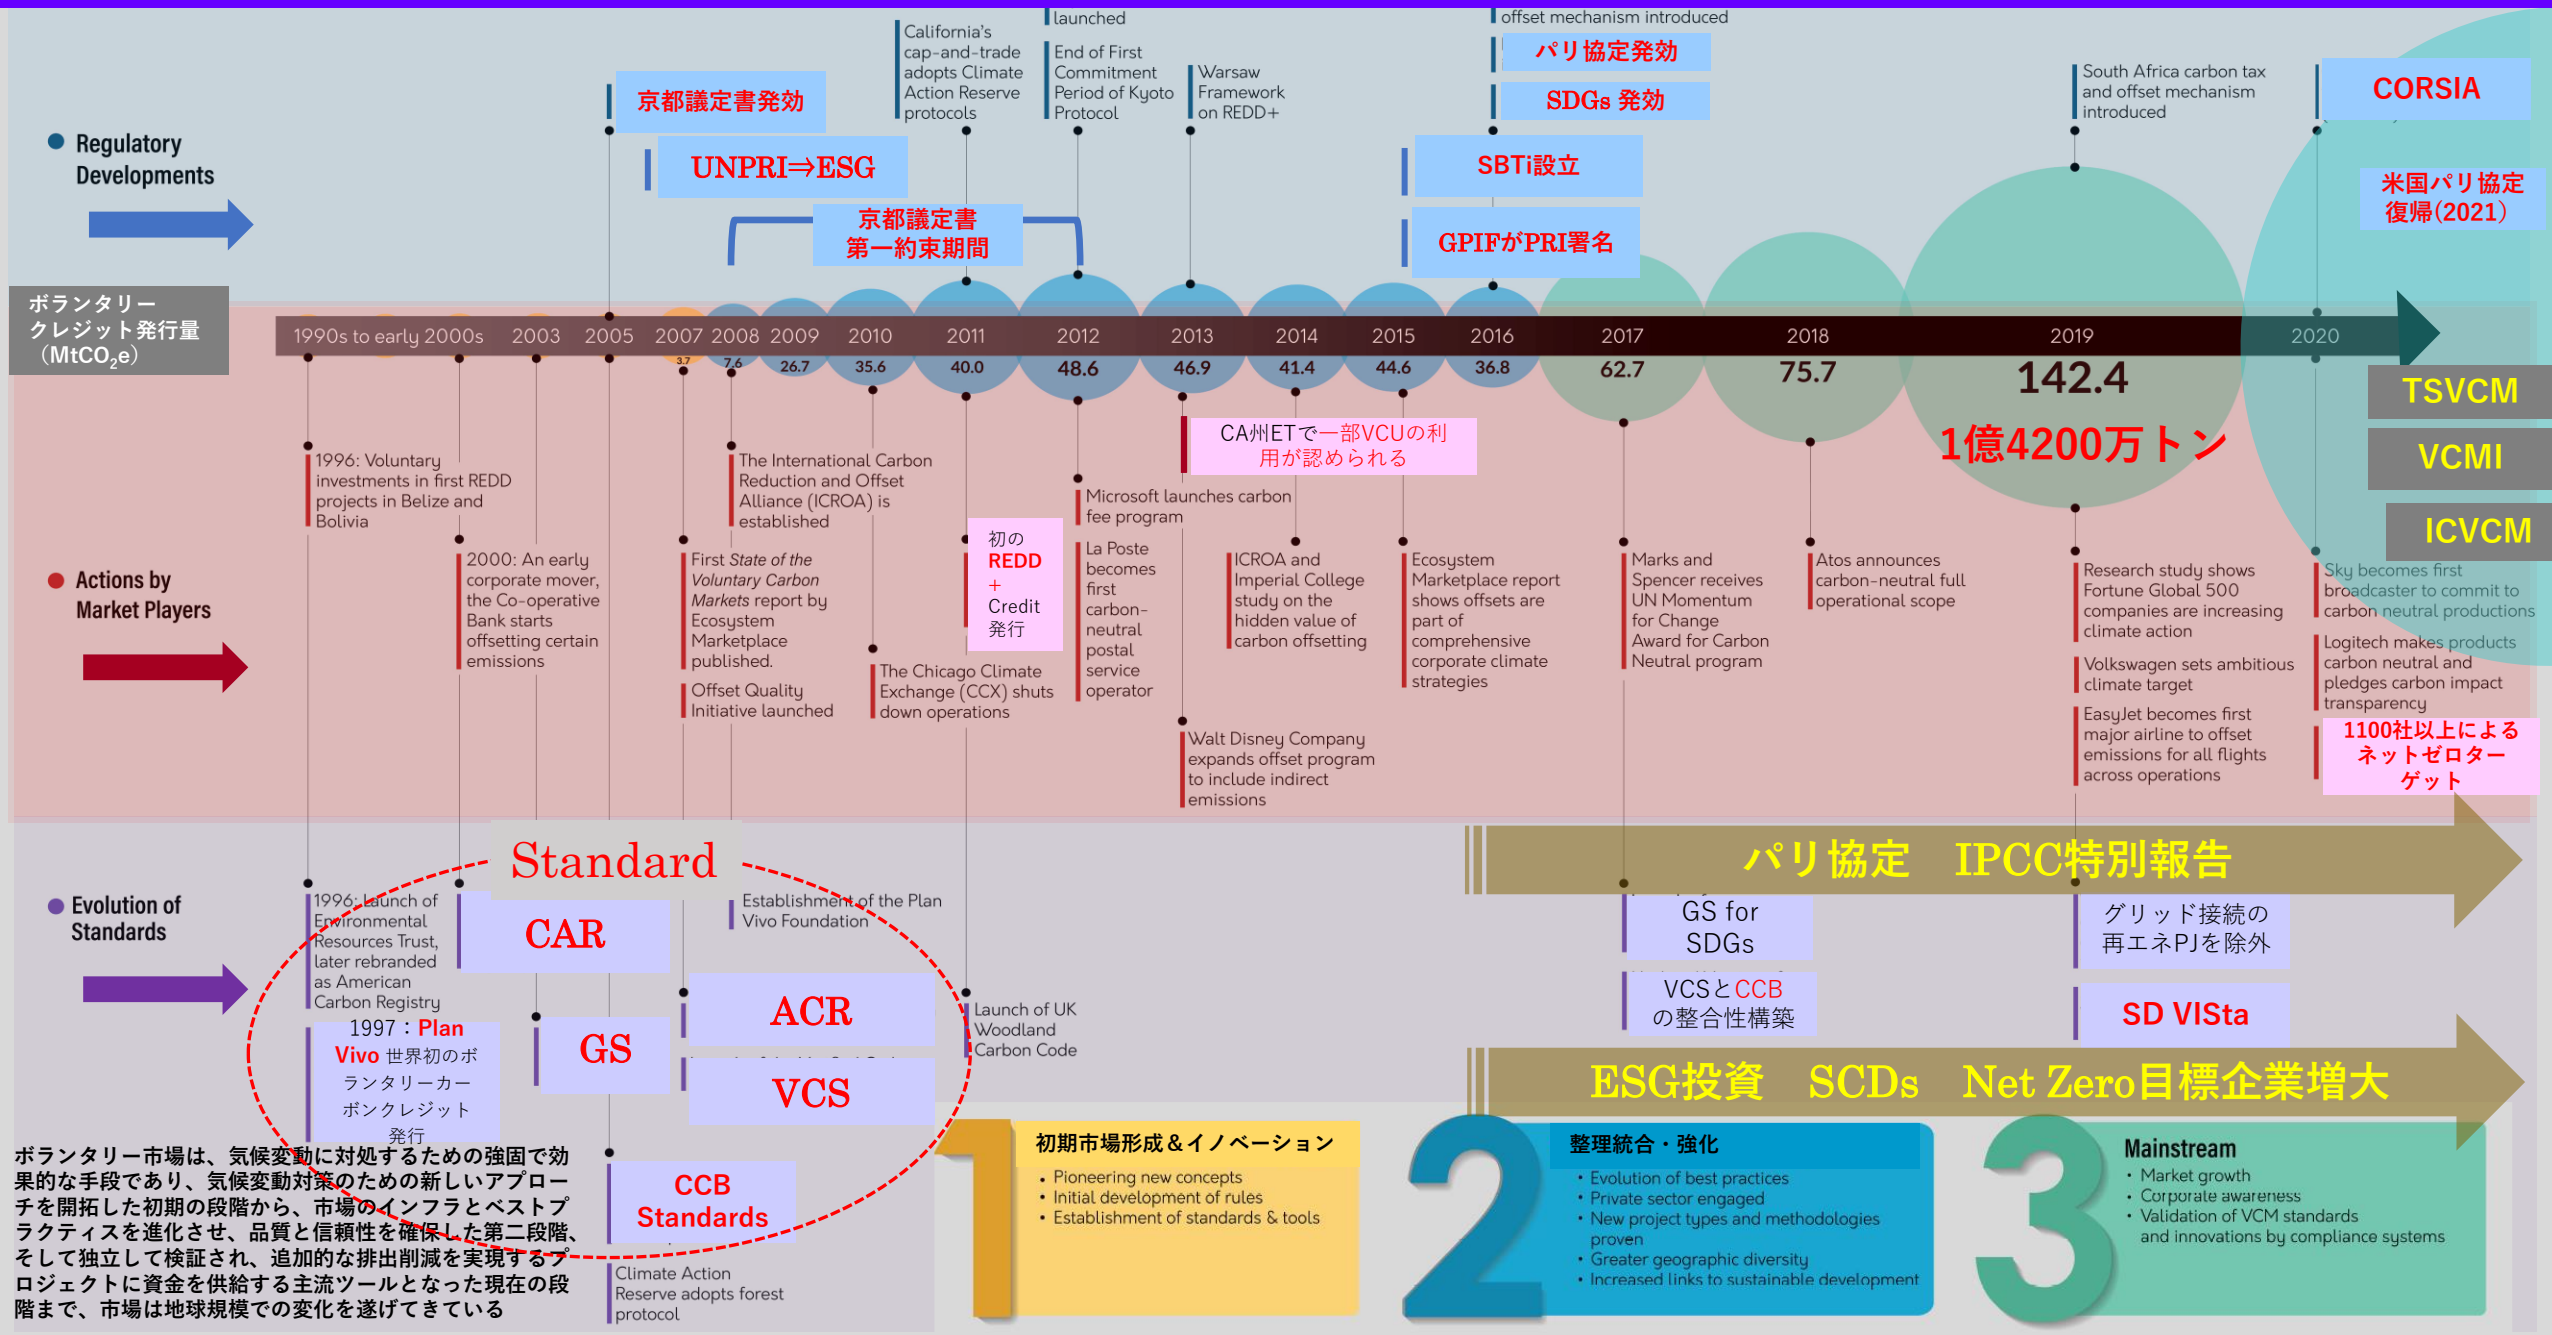 launched
offset mechanism introduced
California's
cap-and-trade
adopts Climate
Action Reserve
protocols
End of First
Commitment
Period of Kyoto
Protocol
Warsaw
Framework
on REDD+
パリ協定発効
SDGs 発効
South Africa carbon tax
and offset mechanism
introduced
CORSIA
京都議定書発効
Regulatory
Developments
UNPRI⇒ESG
SBTi設立
米国パリ協定
復帰(2021)
京都議定書
第一約束期間
GPIFがPRI署名
ボランタリー
クレジット発行量
（MtCO2e）
1990s to early 2000s 2003 2005 2007 2008 2009 2010 2011 2012 2013 2014 2015 2016 2017 2018 2019 2020
3.7 7.6 26.7 35.6 40.0 48.6 46.9 41.4 44.6 36.8 62.7 75.7 142.4
1億4200万トン
TSVCM
VCMI
ICVCM
Actions by
Market Players
1996: Voluntary
investments in first REDD
projects in Belize and
Bolivia
2000: An early
corporate mover,
the Co-operative
Bank starts
offsetting certain
emissions
The International Carbon
Reduction and Offset
Alliance (ICROA) is
established
First State of the
Voluntary Carbon
Markets report by
Ecosystem
Marketplace
published.
Offset Quality
Initiative launched
The Chicago Climate
Exchange (CCX) shuts
down operations
初の
REDD
+
Credit
発行
Microsoft launches carbon
fee program
La Poste
becomes
first
carbon-
neutral
postal
service
operator
CA州ETで一部VCUの利
用が認められる
Walt Disney Company
expands offset program
to include indirect
emissions
ICROA and
Imperial College
study on the
hidden value of
carbon offsetting
Ecosystem
Marketplace report
shows offsets are
part of
comprehensive
corporate climate
strategies
Marks and
Spencer receives
UN Momentum
for Change
Award for Carbon
Neutral program
Atos announces
carbon-neutral full
operational scope
Research study shows
Fortune Global 500
companies are increasing
climate action
Volkswagen sets ambitious
climate target
EasyJet becomes first
major airline to offset
emissions for all flights
across operations
Sky becomes first
broadcaster to commit to
carbon neutral productions
Logitech makes products
carbon neutral and
pledges carbon impact
transparency
1100社以上による
ネットゼロター
ゲット
パリ協定　IPCC特別報告
Evolution of
Standards
Standard
1996: Launch of
Environmental
Resources Trust,
later rebranded
as American
Carbon Registry
1997：Plan
Vivo 世界初のボ
ランタリーカー
ボンクレジット
発行
CAR
GS
Establishment of the Plan
Vivo Foundation
ACR
VCS
CCB
Standards
Climate Action
Reserve adopts forest
protocol
Launch of UK
Woodland
Carbon Code
GS for
SDGs
VCSとCCB
の整合性構築
グリッド接続の
再エネPJを除外
SD VISta
ESG投資　SCDs　Net Zero目標企業増大
ボランタリー市場は、気候変動に対処するための強固で効
果的な手段であり、気候変動対策のための新しいアプロー
チを開拓した初期の段階から、市場のインフラとベストプ
ラクティスを進化させ、品質と信頼性を確保した第二段階、
そして独立して検証され、追加的な排出削減を実現するプ
ロジェクトに資金を供給する主流ツールとなった現在の段
階まで、市場は地球規模での変化を遂げてきている
1
初期市場形成＆イノベーション
• Pioneering new concepts
• Initial development of rules
• Establishment of standards & tools
2
整理統合・強化
• Evolution of best practices
• Private sector engaged
• New project types and methodologies
proven
• Greater geographic diversity
• Increased links to sustainable development
3
Mainstream
• Market growth
• Corporate awareness
• Validation of VCM standards
and innovations by compliance systems